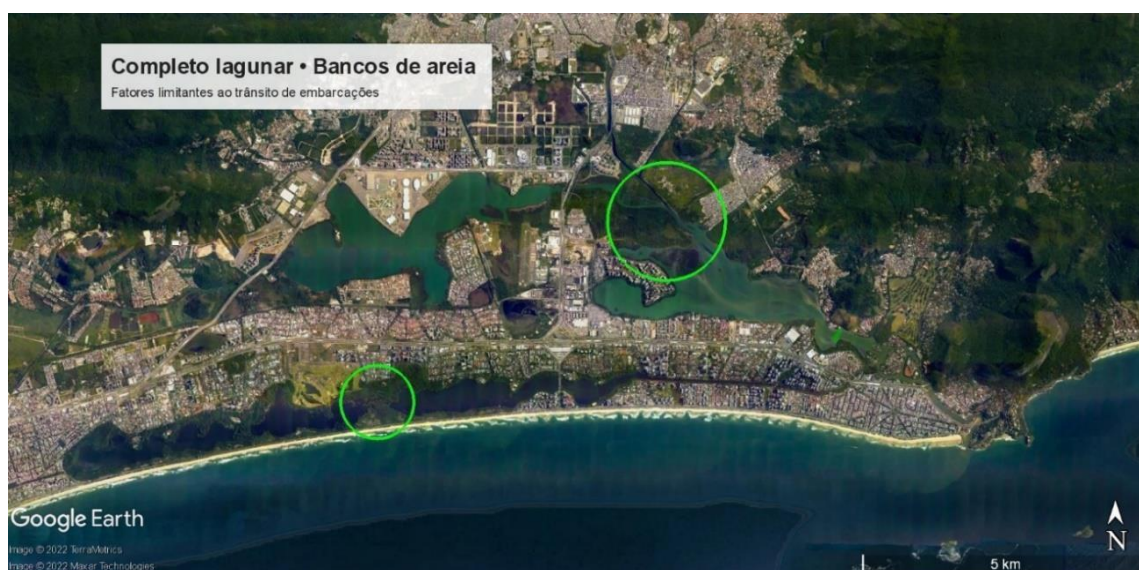 Completo lagunar • Bancos de areia
Fatores limitantes ao trânsito de embarcações
Google Earth
Image © 2022 TerraMetrics
Image © 2022 Maxar Technologies
N
5 km